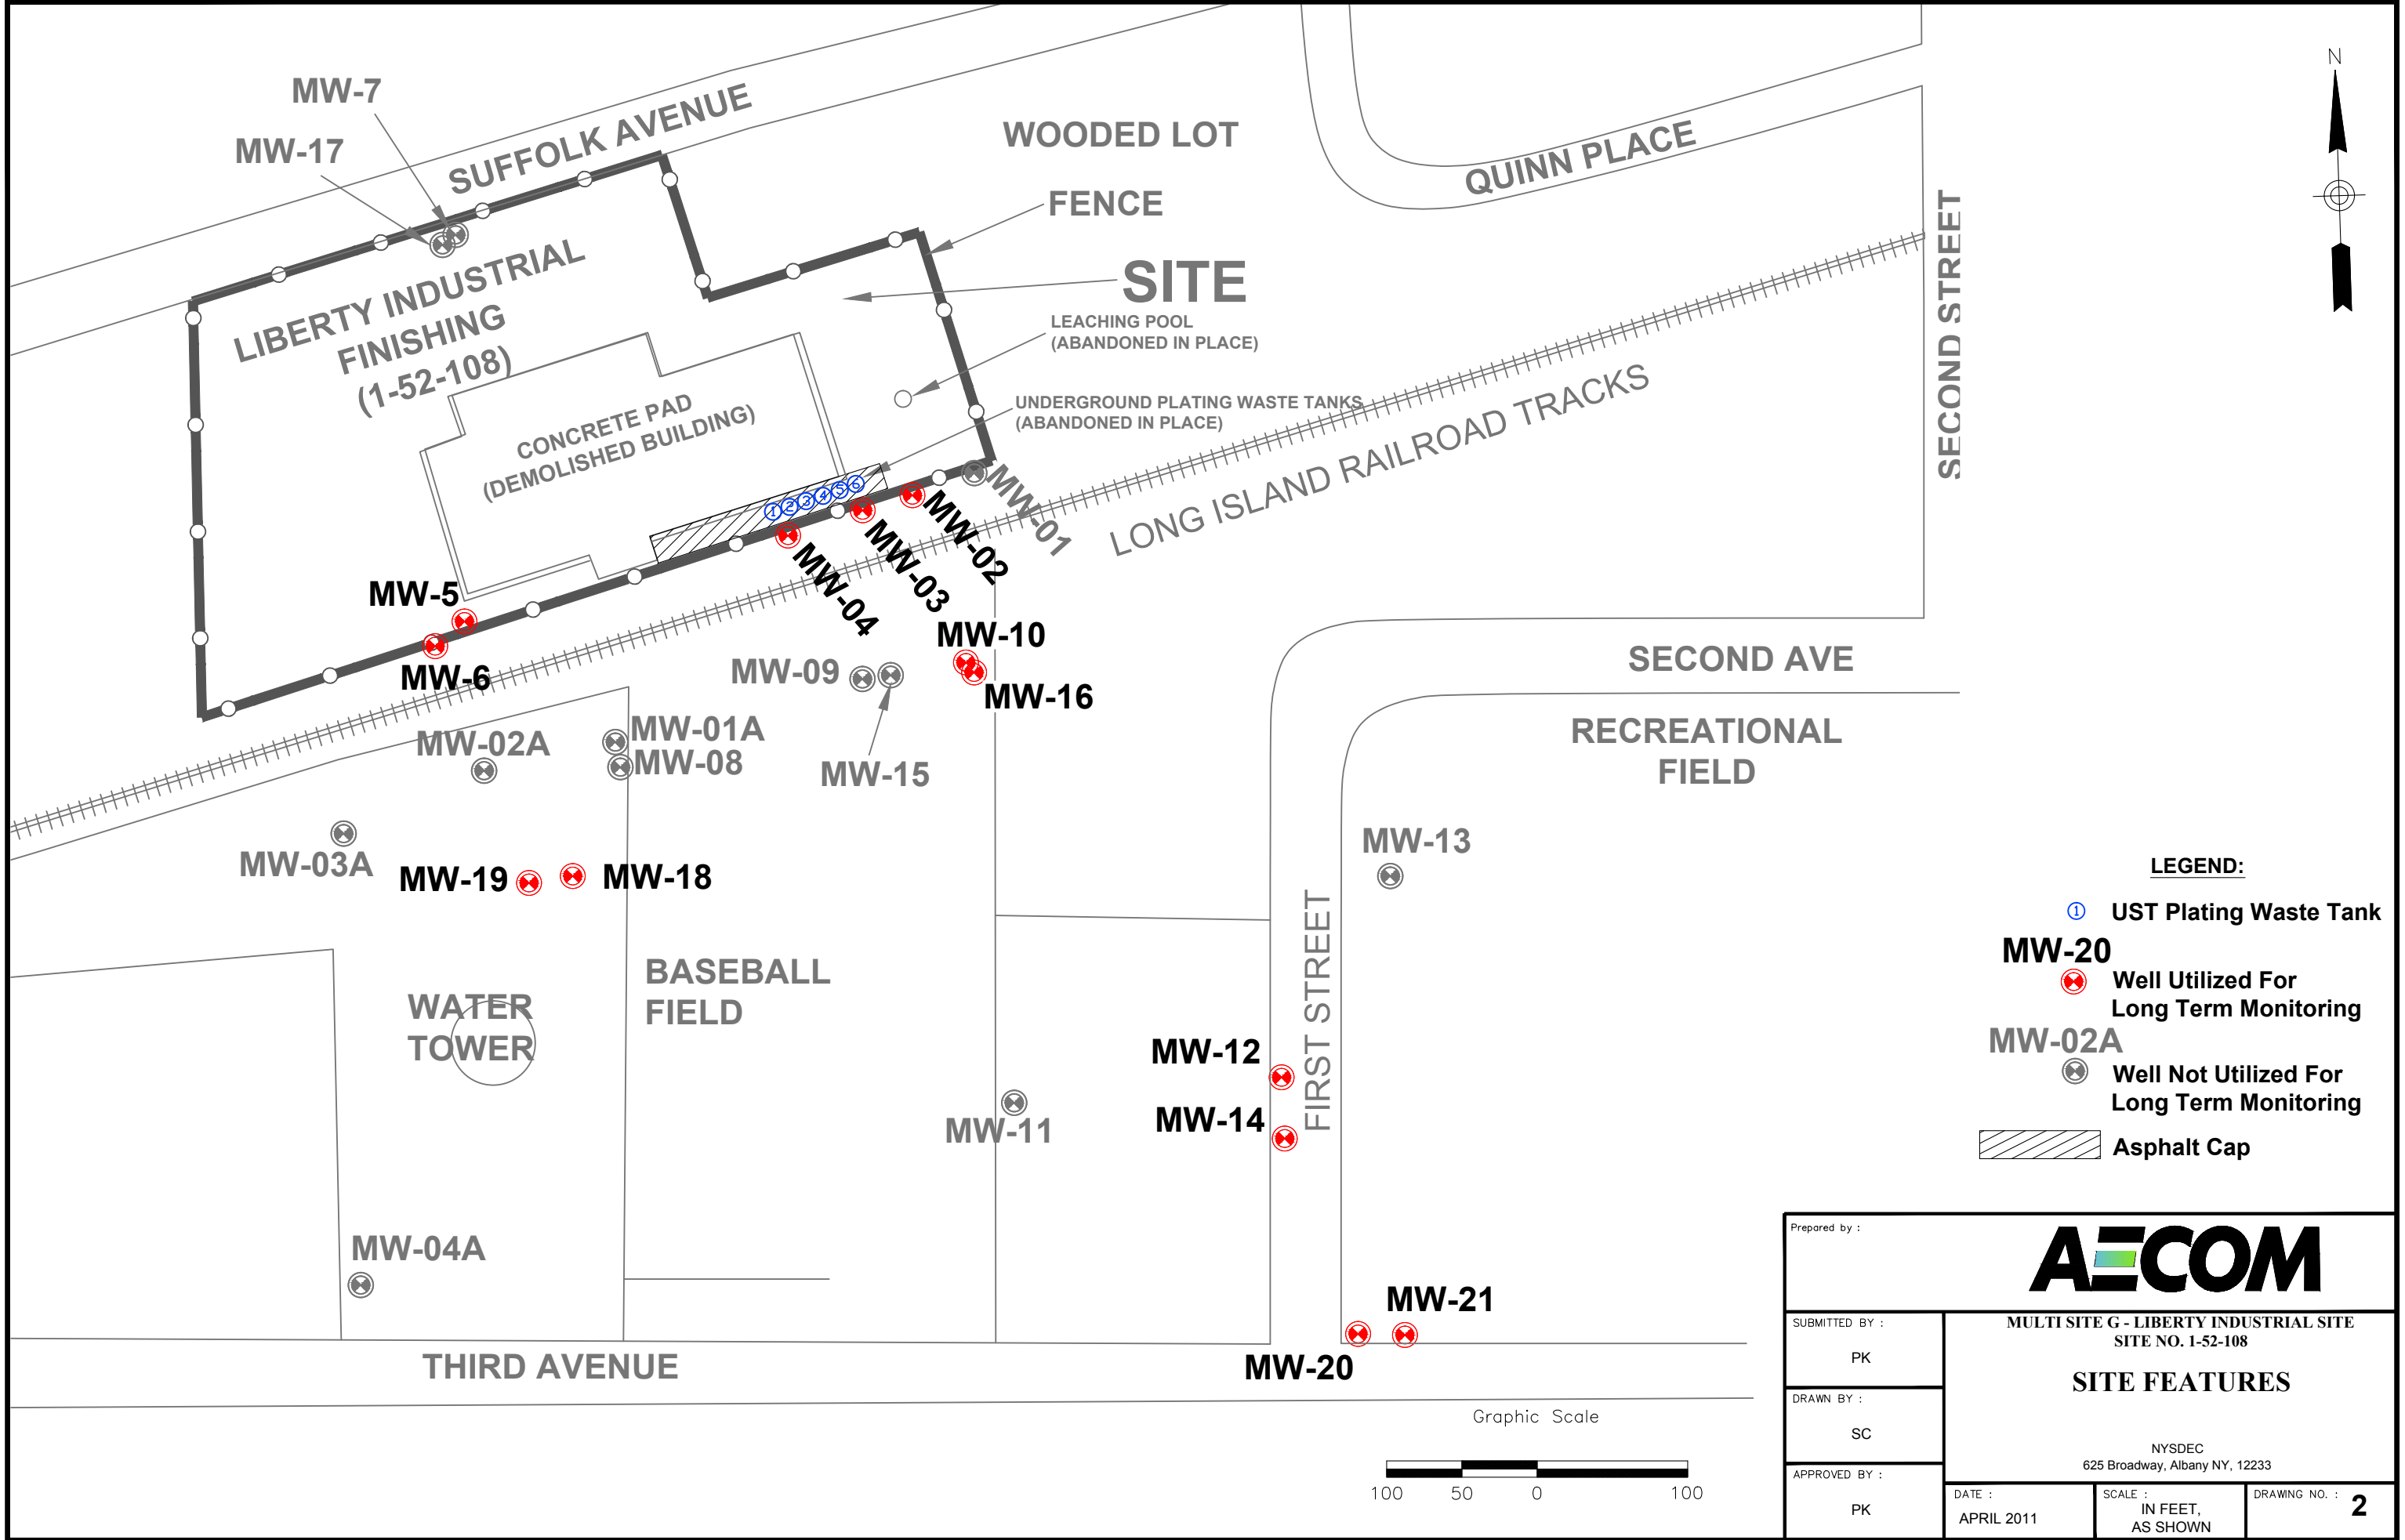 MW-7
MW-17
SUFFOLK AVENUE
WOODED LOT
QUINN PLACE
N
FENCE
SITE
SECOND STREET
LIBERTY INDUSTRIAL
FINISHING
(1-52-108)
LEACHING POOL
(ABANDONED IN PLACE)
UNDERGROUND PLATING WASTE TANKS
(ABANDONED IN PLACE)
CONCRETE PAD
(DEMOLISHED BUILDING)
LONG ISLAND RAILROAD TRACKS
1 2 3 4 5 6
MW-01
MW-02
MW-03
MW-04
MW-5
MW-6
MW-10
MW-16
MW-09
MW-15
SECOND AVE
RECREATIONAL
FIELD
MW-01A
MW-02A
MW-08
MW-03A
MW-19
MW-18
MW-13
BASEBALL
FIELD
WATER
TOWER
FIRST STREET
MW-12
MW-14
MW-11
MW-04A
MW-21
MW-20
THIRD AVENUE
LEGEND:
1 UST Plating Waste Tank
MW-20
Well Utilized For
Long Term Monitoring
MW-02A
Well Not Utilized For
Long Term Monitoring
Asphalt Cap
Graphic Scale
100 50 0 100
Prepared by :
AECOM
SUBMITTED BY :
PK
DRAWN BY :
SC
APPROVED BY :
PK
MULTI SITE G - LIBERTY INDUSTRIAL SITE
SITE NO. 1-52-108
SITE FEATURES
NYSDEC
625 Broadway, Albany NY, 12233
DATE :
APRIL 2011
SCALE :
IN FEET,
AS SHOWN
DRAWING NO. : 2